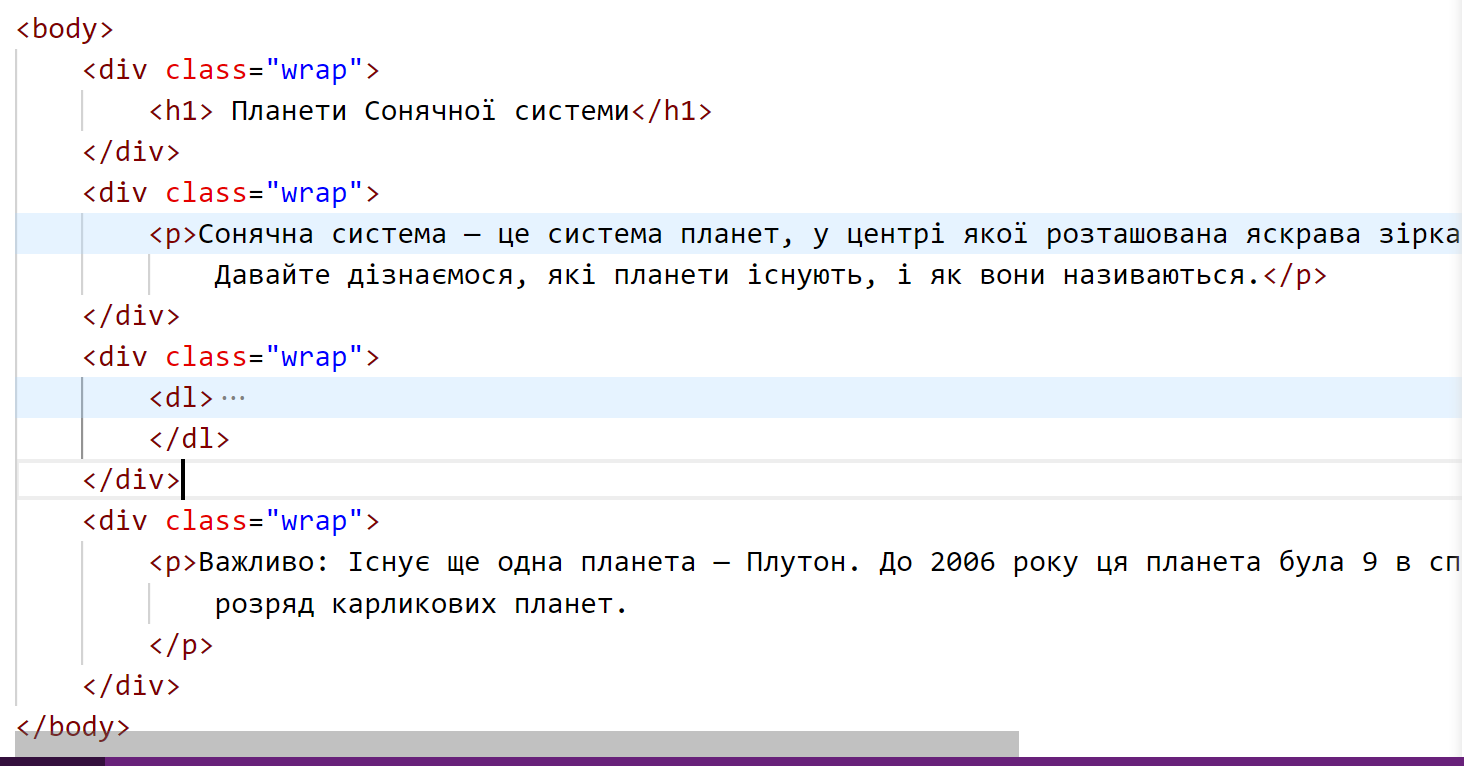 <body>
<div class="wrap">
<h1> Планети Сонячної системи</h1>
</div>
<div class="wrap">
<p>Сонячна система – це система планет, у центрі якої розташована яскрава зірка
Давайте дізнаємося, які планети існують, і як вони називаються.</p>
</div>
<div class="wrap">
<dl>···
</dl>
</div>
<div class="wrap">
<p>Важливо: Існує ще одна планета – Плутон. До 2006 року ця планета була 9 в сп
розряд карликових планет.
</p>
</div>
</body>